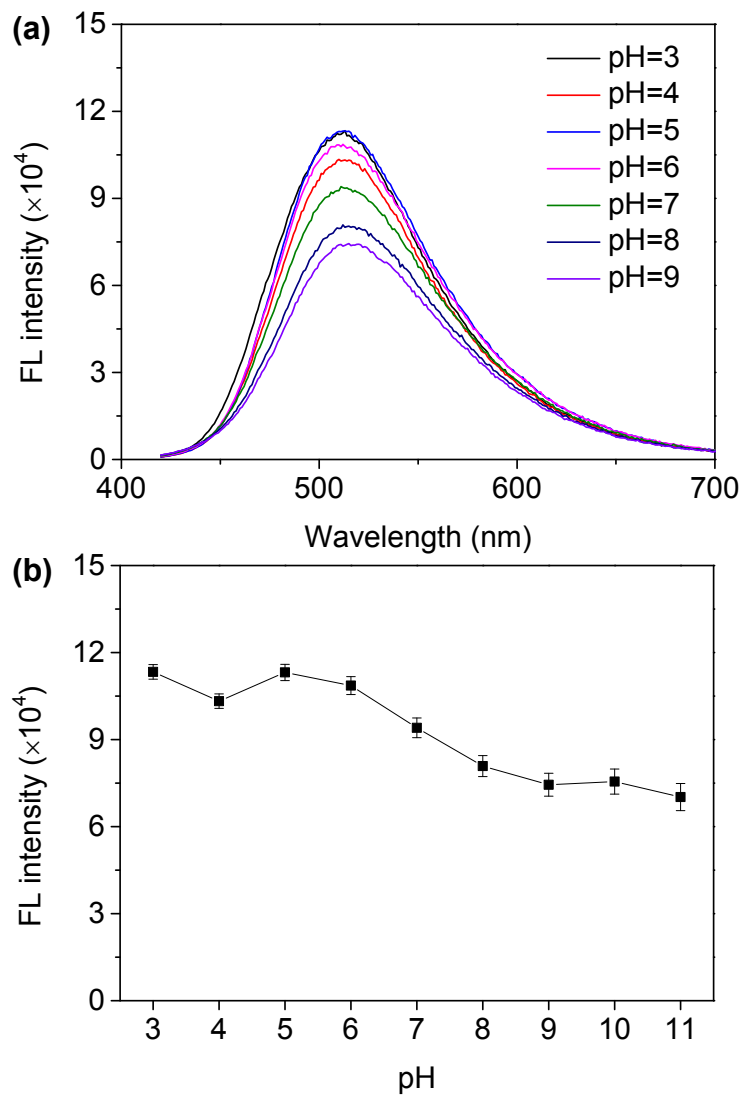 (a)
15
12
9
6
3
0
FL intensity (×10⁴)
pH=3
pH=4
pH=5
pH=6
pH=7
pH=8
pH=9
400 500 600 700
Wavelength (nm)
(b)
15
12
9
6
3
0
FL intensity (×10⁴)
3 4 5 6 7 8 9 10 11
pH